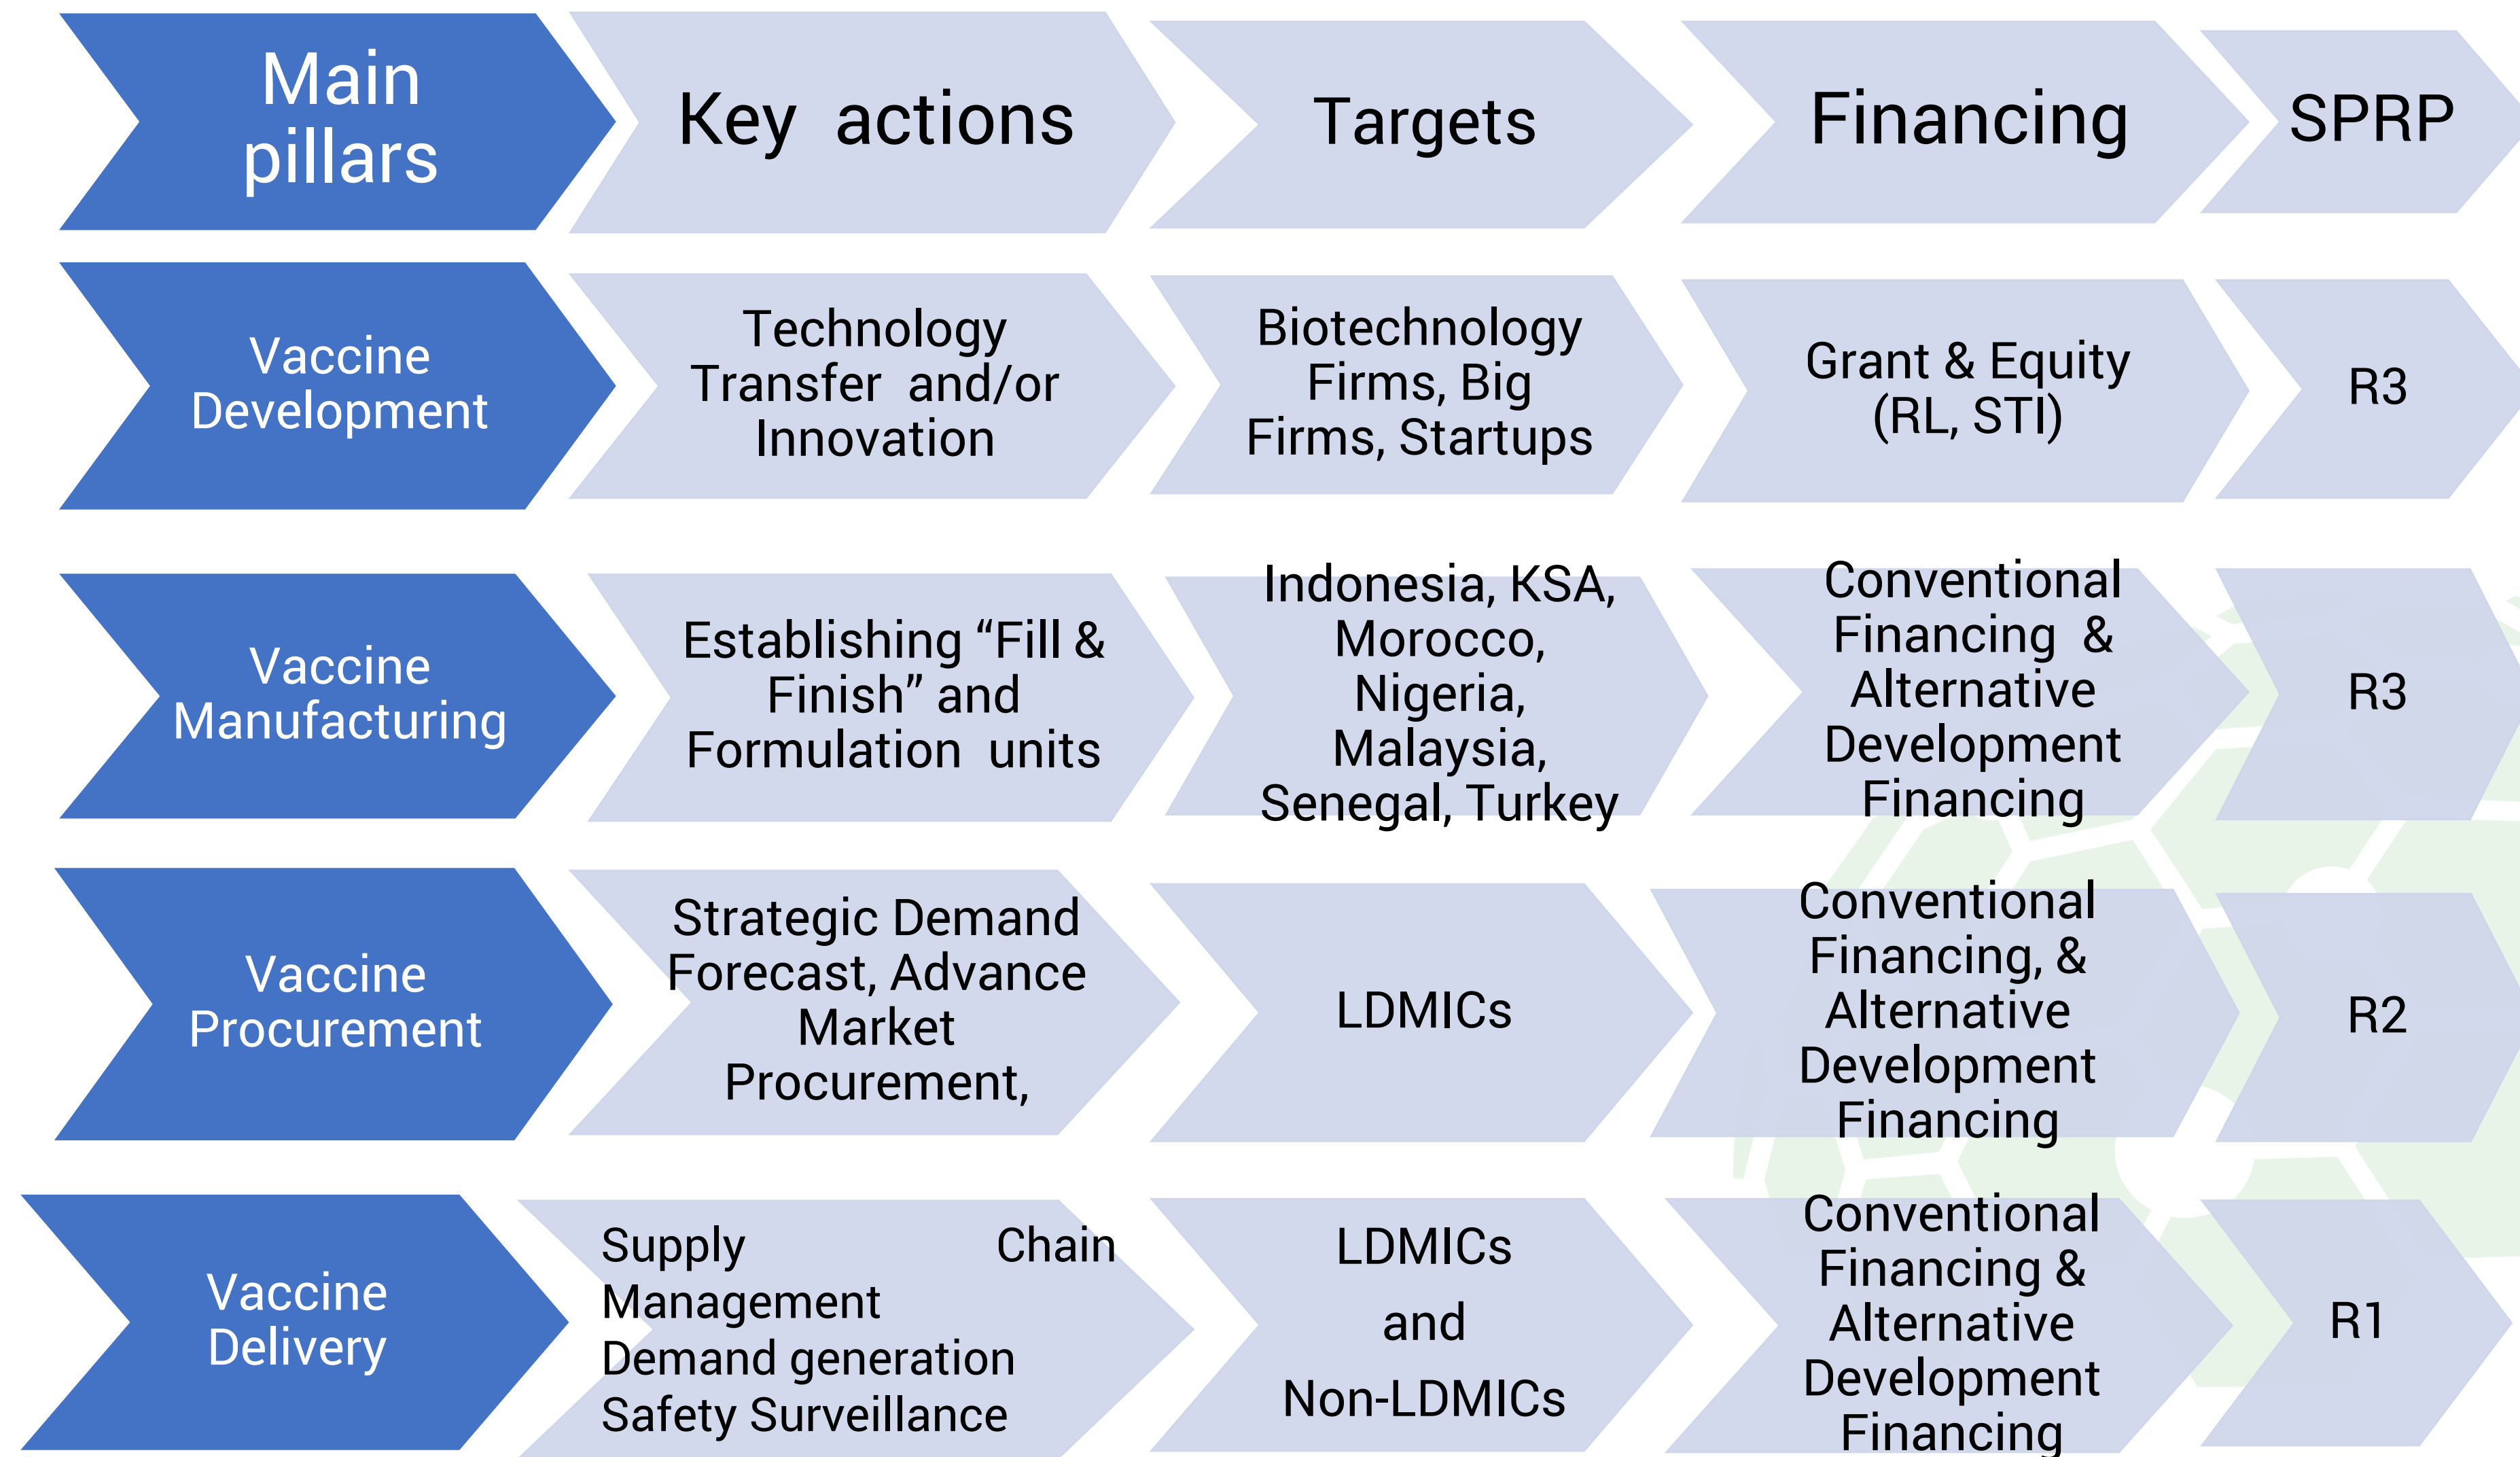 Main
pillars
Key actions
Targets
Financing
SPRP
Vaccine
Development
Technology
Transfer and/or
Innovation
Biotechnology
Firms, Big
Firms, Startups
Grant & Equity
(RL, STI)
R3
Vaccine
Manufacturing
Establishing “Fill &
Finish” and
Formulation units
Indonesia, KSA,
Morocco,
Nigeria,
Malaysia,
Senegal, Turkey
Conventional
Financing &
Alternative
Development
Financing
R3
Vaccine
Procurement
Strategic Demand
Forecast, Advance
Market
Procurement,
LDMICs
Conventional
Financing, &
Alternative
Development
Financing
R2
Vaccine
Delivery
Supply Chain
Management
Demand generation
Safety Surveillance
LDMICs
and
Non-LDMICs
Conventional
Financing &
Alternative
Development
Financing
R1